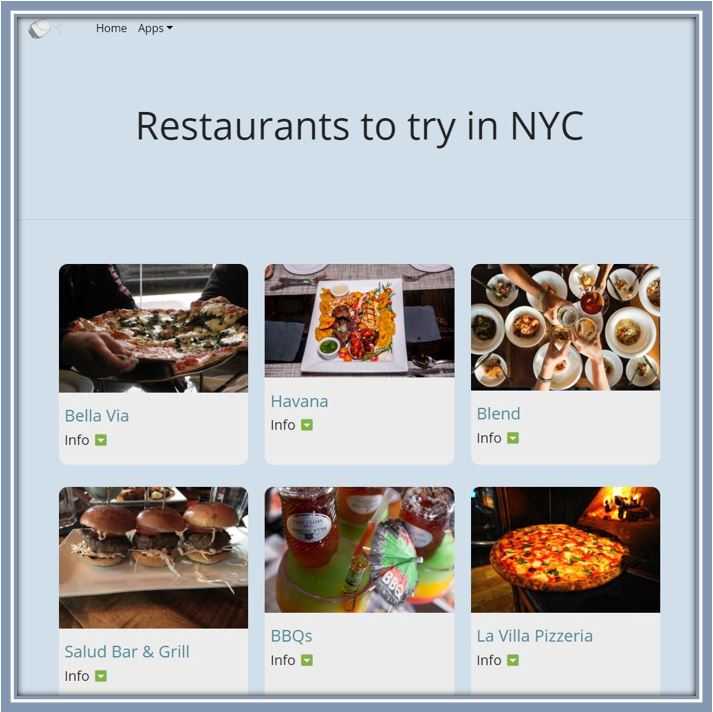 Home Apps
Restaurants to try in NYC
Bella Via
Info
Havana
Info
Blend
Info
Salud Bar & Grill
Info
BBQ
BBQs
Info
La Villa Pizzeria
Info